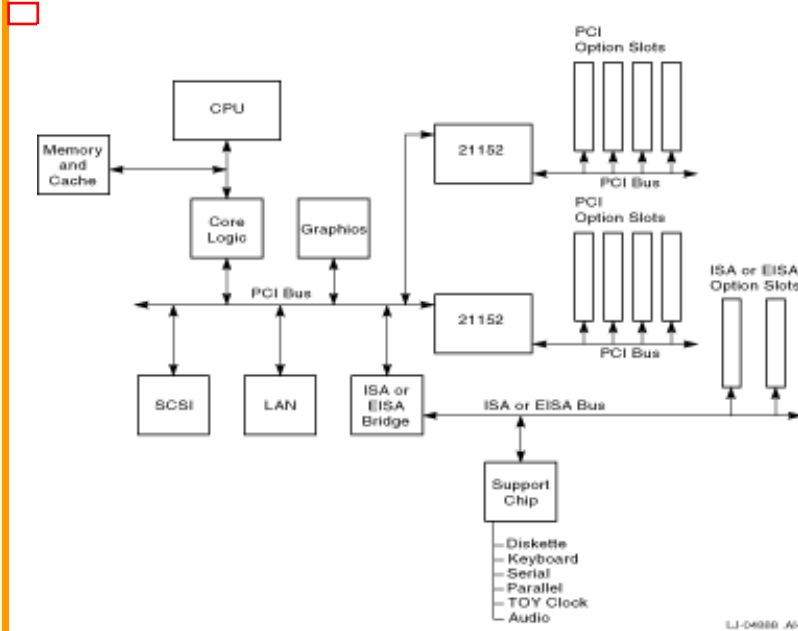 PCI
Option Slots
CPU
21152
Memory
and
Cache
PCI Bus
PCI
Option Slots
Core
Logic
Graphics
ISA or EISA
Option Slots
PCI Bus
21152
PCI Bus
SCSI
LAN
ISA or
EISA
Bridge
ISA or EISA Bus
Support
Chip
Diskette
Keyboard
Serial
Parallel
TOY Clock
Audio